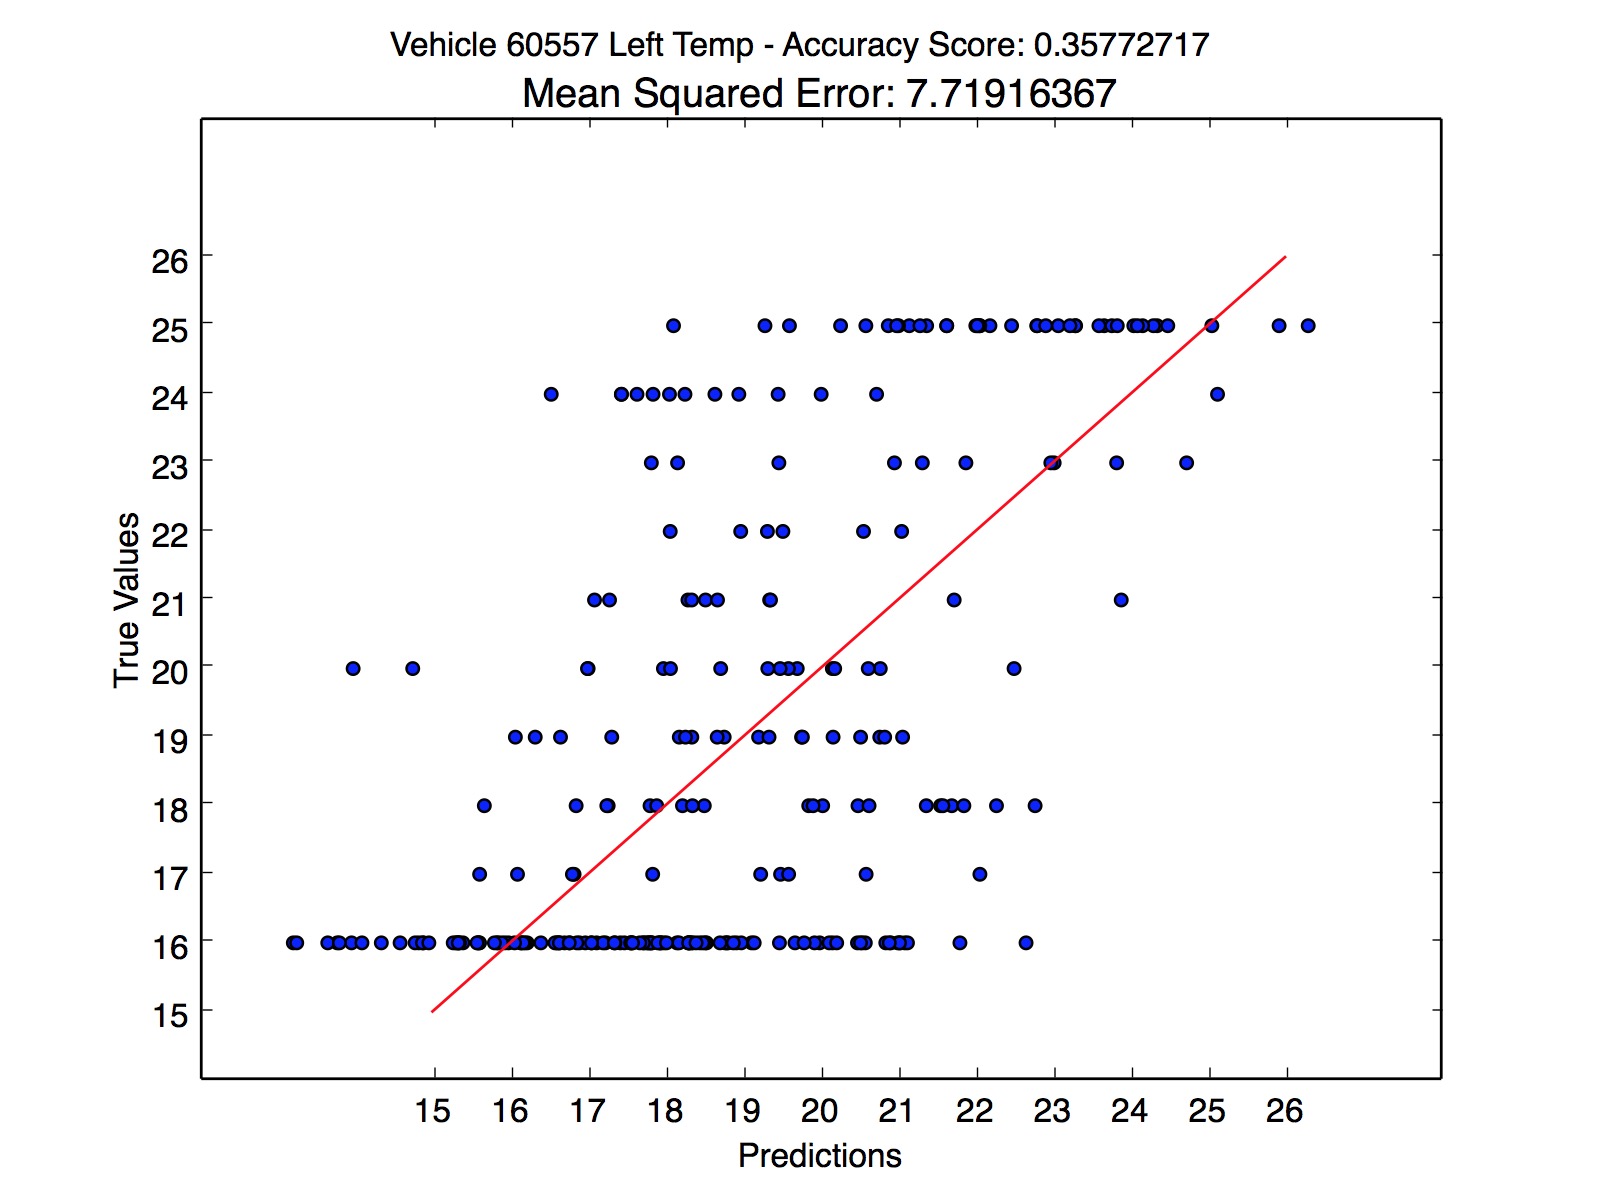 Vehicle 60557 Left Temp - Accuracy Score: 0.35772717
Mean Squared Error: 7.71916367
26
25
24
23
22
21
20
19
18
17
16
15
True Values
15 16 17 18 19 20 21 22 23 24 25 26
Predictions